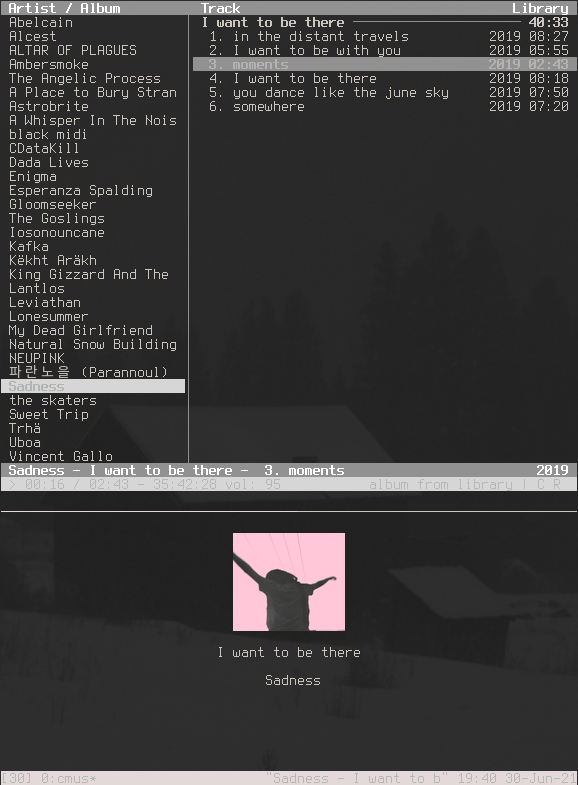 Artist / Album
Abelcain
Alcest
ALTAR OF PLAGUES
Ambersmoke
The Angelic Process
A Place to Bury Stran
Astrobrite
A Whisper In The Nois
black midi
CDataKill
Dada Lives
Enigma
Esperanza Spalding
Gloomseeker
The Goslings
Iosonouncane
Kafka
Këkht Aräkh
King Gizzard And The
Lantlos
Leviathan
Lonesummer
My Dead Girlfriend
Natural Snow Building
NEUPINK
파란노을 (Parannoul)
Sadness
the skaters
Sweet Trip
Trhä
Uboa
Vincent Gallo
Track Library
I want to be there 40:33
1. in the distant travels 2019 08:27
2. I want to be with you 2019 05:55
3. moments 2019 02:43
4. I want to be there 2019 08:18
5. you dance like the june sky 2019 07:50
6. somewhere 2019 07:20
Sadness - I want to be there - 3. moments 2019
> 00:16 / 02:43 - 35:42:28 vol: 95 album from library | C R
I want to be there
Sadness
[30] 0:cmus* "Sadness - I want to b" 19:40 30-Jun-21